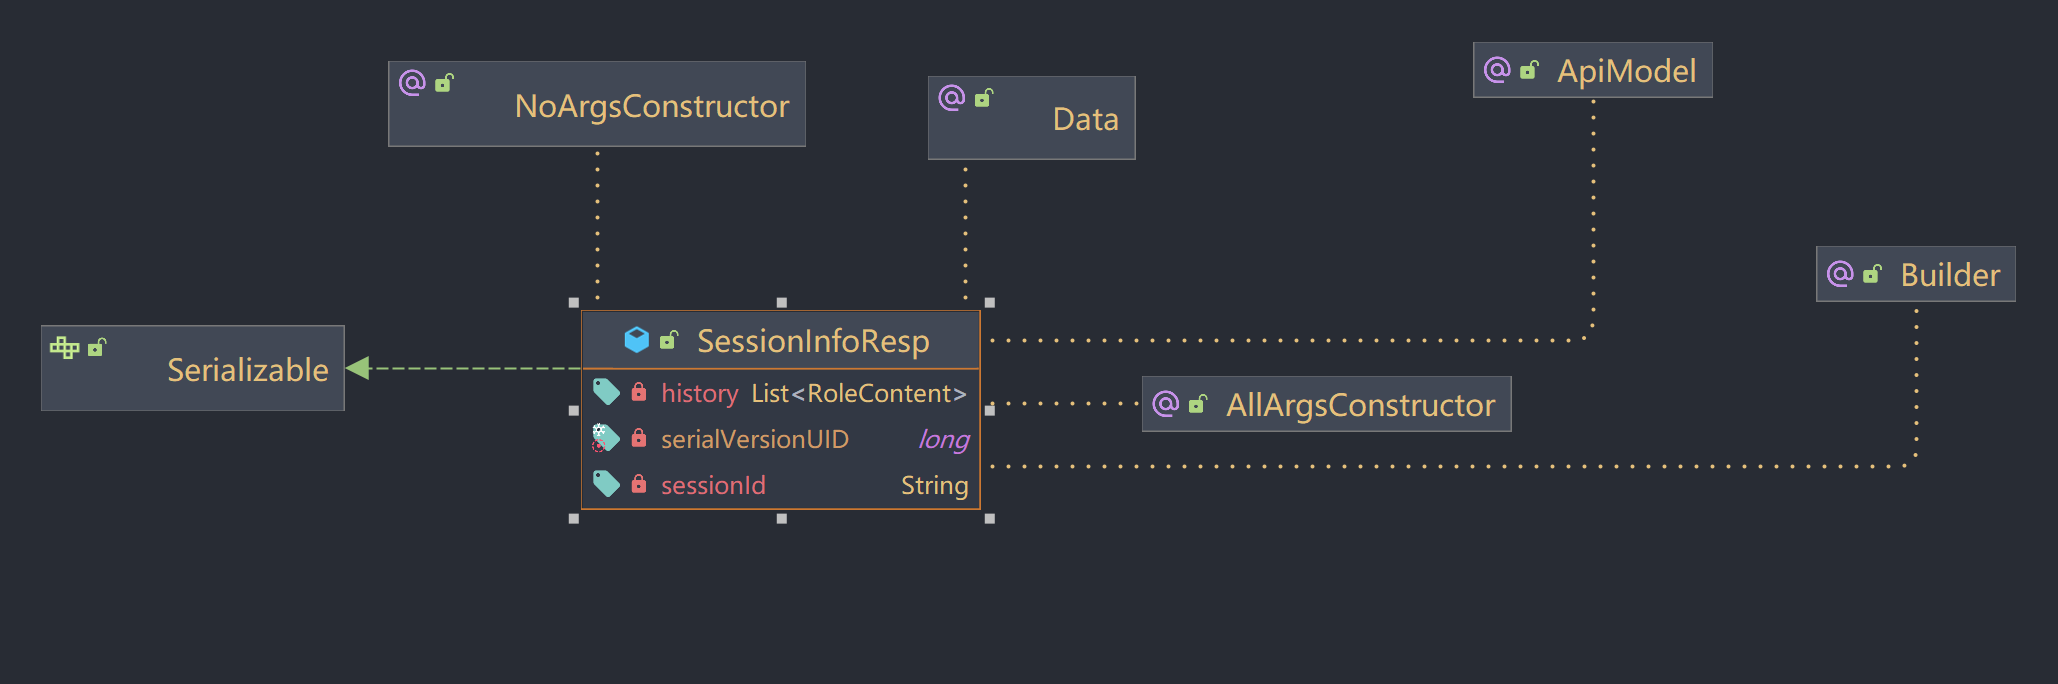 NoArgsConstructor
Data
ApiModel
Builder
Serializable
SessionInfoResp
history List<RoleContent>
serialVersionUID long
sessionId String
AllArgsConstructor